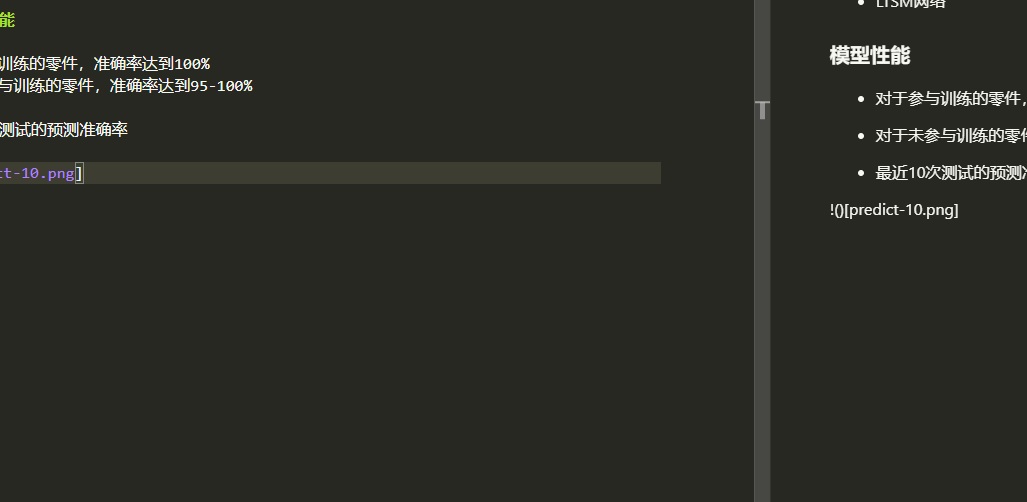 能
训练的零件，准确率达到100%
与训练的零件，准确率达到95-100%
测试的预测准确率
ct-10.png]
T
• LTSM网络
模型性能
• 对于参与训练的零件，
• 对于未参与训练的零件
• 最近10次测试的预测准
!()[predict-10.png]